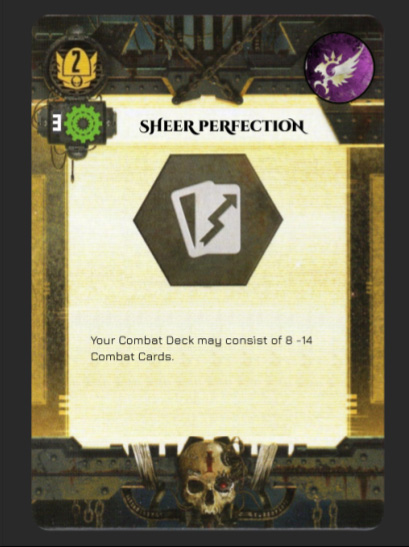 2
3
SHEER PERFECTION
Your Combat Deck may consist of 8 -14
Combat Cards.